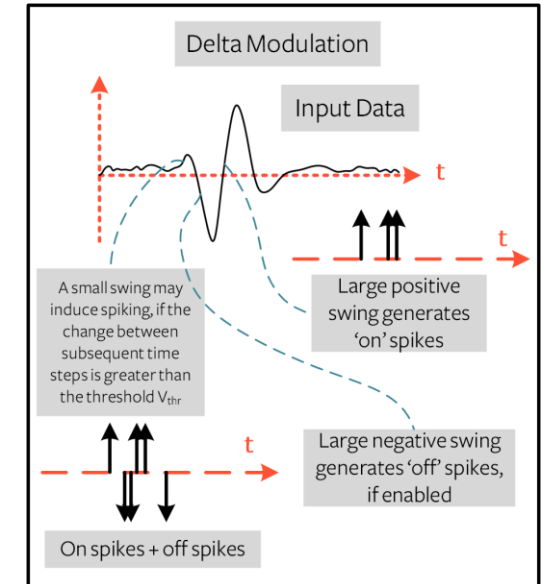 Delta Modulation
Input Data
t
t
A small swing may
induce spiking, if the
change between
subsequent time
steps is greater than
the threshold Vthr
Large positive
swing generates
‘on’ spikes
t
Large negative swing
generates ‘off’ spikes,
if enabled
On spikes + off spikes